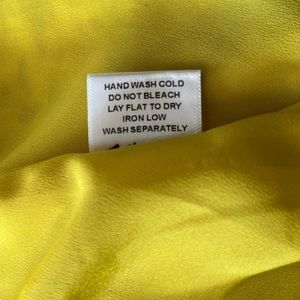 HAND WASH COLD
DO NOT BLEACH
LAY FLAT TO DRY
IRON LOW
WASH SEPARATELY